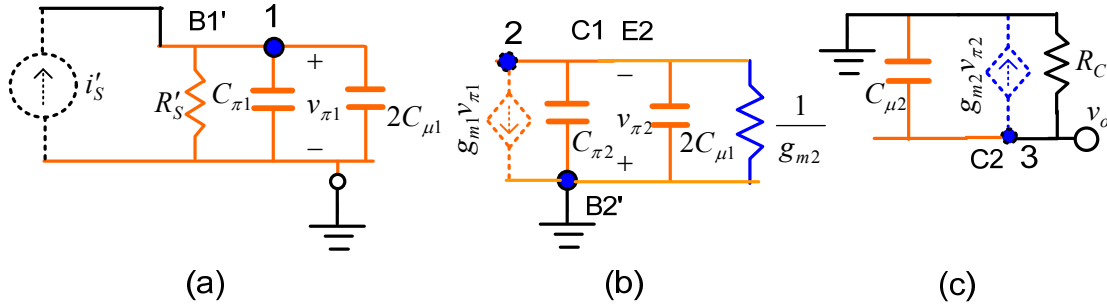 B1' 1
i'S
R'S
Cπ1
+
vπ1
−
2Cμ1
(a)
2 C1 E2
gm1vπ1
Cπ2
−
vπ2
+
2Cμ1
1
gm2
B2'
(b)
Cμ2
gm2vπ2
RC
vo
C2 3
(c)